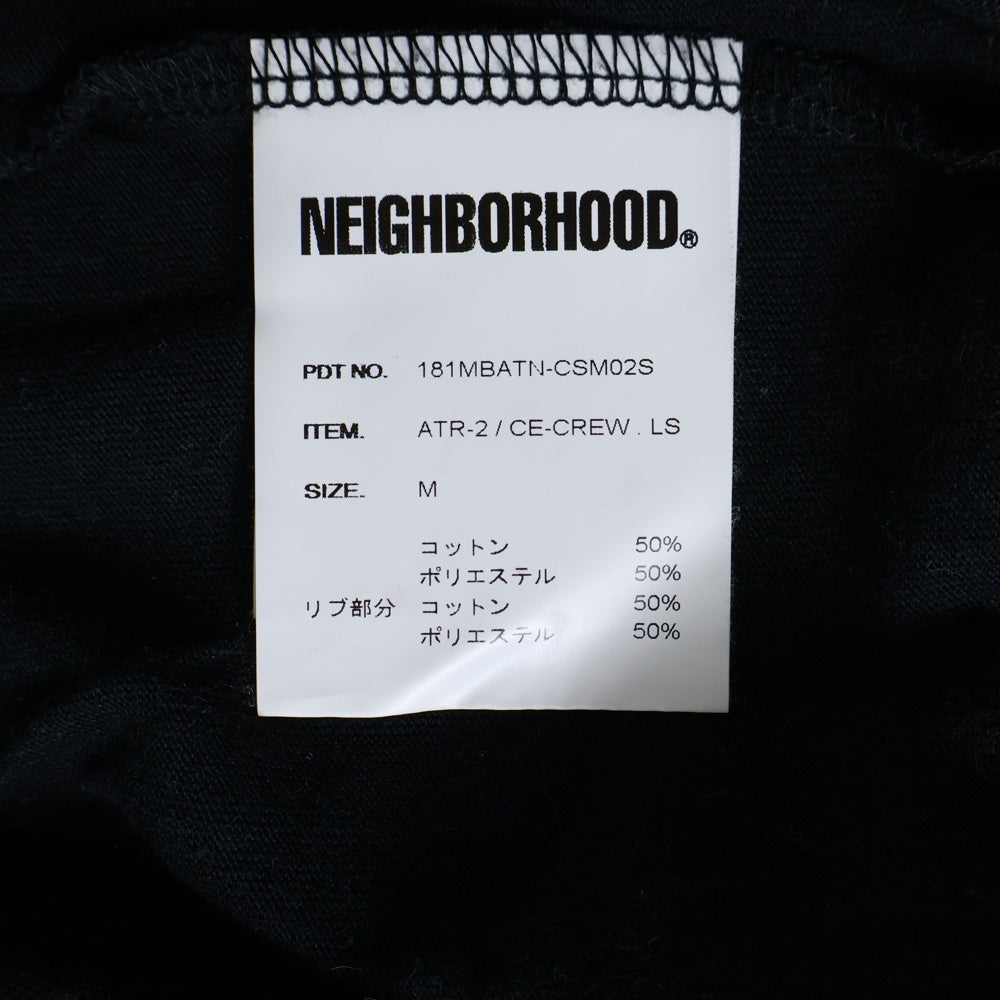 NEIGHBORHOOD®
PDT NO. 181MBATN-CSM02S
ITEM. ATR-2 / CE-CREW . LS
SIZE. M
コットン 50%
ポリエステル 50%
リブ部分 コットン 50%
ポリエステル 50%